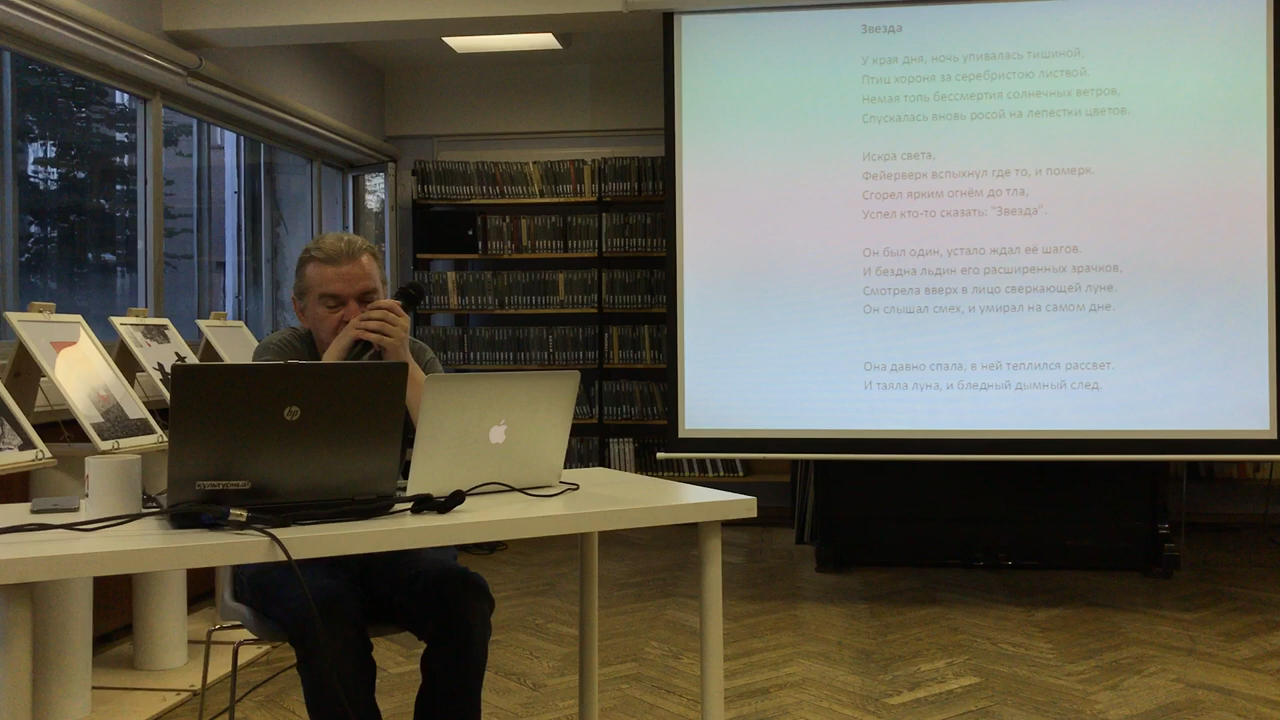 Звезда
У края дня, ночь упивалась тишиной,
Птиц хороня за серебристою листвой.
Немая топь бессмертия солнечных ветров,
Спускалась вновь росой на лепестки цветов.
Искра света,
Фейерверк вспыхнул где то, и померк.
Сгорел ярким огнём до тла,
Успел кто-то сказать: "Звезда".
Он был один, устало ждал её шагов.
И бездна льдин его расширенных зрачков,
Смотрела вверх в лицо сверкающей луне.
Он слышал смех, и умирал на самом дне.
Она давно спала, в ней теплился рассвет.
И таяла луна, и бледный дымный след.
hp